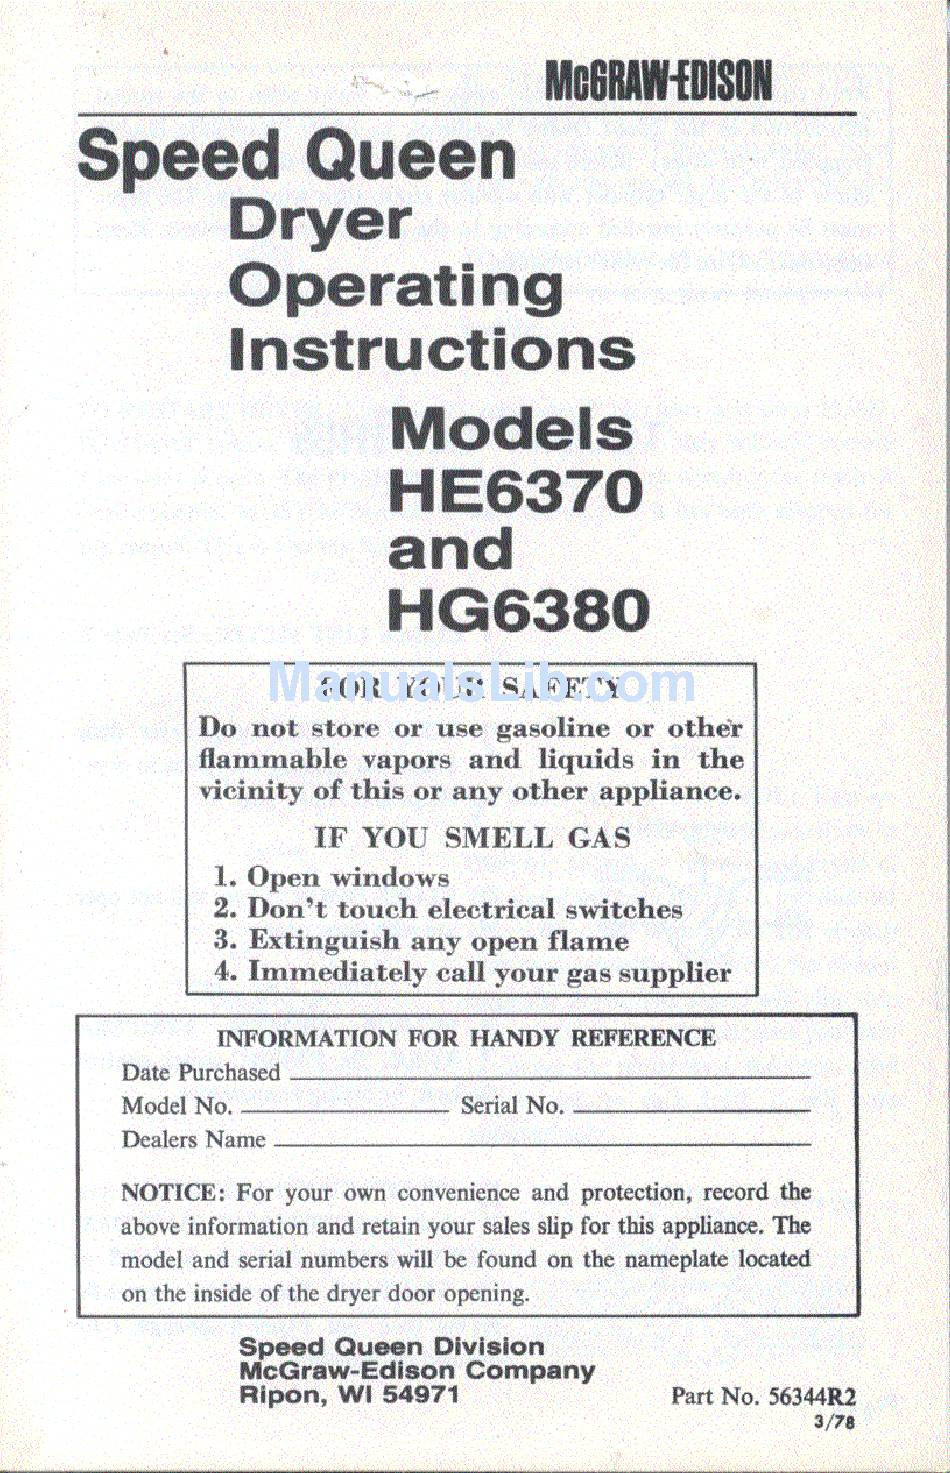 McGRAW-EDISON
Speed Queen
Dryer
Operating
Instructions
Models
HE6370
and
HG6380
ManualsLib.com
FOR YOUR SAFETY
Do not store or use gasoline or other
flammable vapors and liquids in the
vicinity of this or any other appliance.
IF YOU SMELL GAS
1. Open windows
2. Don't touch electrical switches
3. Extinguish any open flame
4. Immediately call your gas supplier
INFORMATION FOR HANDY REFERENCE
Date Purchased
Model No. Serial No.
Dealers Name
NOTICE: For your own convenience and protection, record the
above information and retain your sales slip for this appliance. The
model and serial numbers will be found on the nameplate located
on the inside of the dryer door opening.
Speed Queen Division
McGraw-Edison Company
Ripon, WI 54971
Part No. 56344R2
3/78